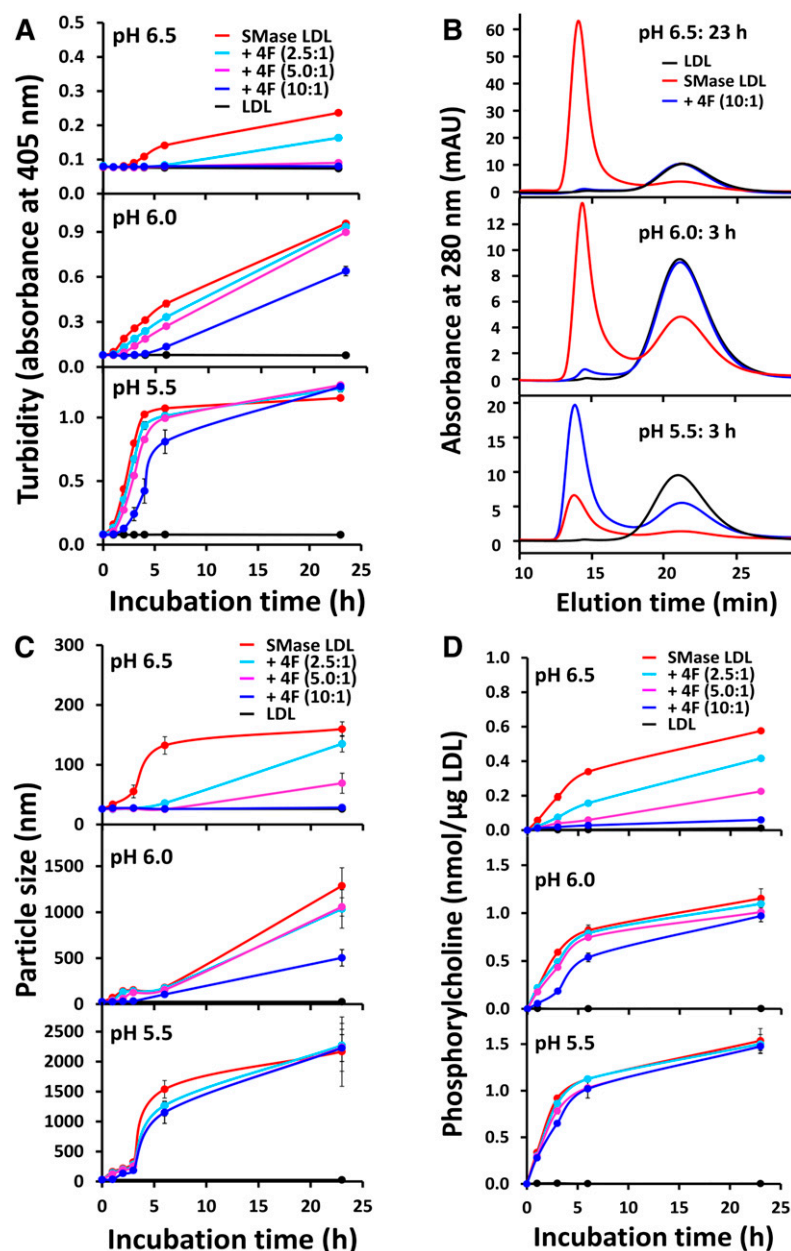 A
pH 6.5
SMase LDL
+ 4F (2.5:1)
+ 4F (5.0:1)
+ 4F (10:1)
LDL
0.5
0.4
0.3
0.2
0.1
0.0
pH 6.0
0.9
0.6
0.3
0.0
pH 5.5
1.0
0.5
0.0
0
5
10
15
20
25
Turbidity (absorbance at 405 nm)
Incubation time (h)
B
pH 6.5: 23 h
LDL
SMase LDL
+ 4F (10:1)
60
50
40
30
20
10
0
pH 6.0: 3 h
12
10
8
6
4
2
0
pH 5.5: 3 h
20
15
10
5
0
10
15
20
25
Absorbance at 280 nm (mAU)
Elution time (min)
C
pH 6.5
SMase LDL
+ 4F (2.5:1)
+ 4F (5.0:1)
+ 4F (10:1)
LDL
300
200
100
0
pH 6.0
1500
1000
500
0
pH 5.5
2500
2000
1500
1000
500
0
0
5
10
15
20
25
Particle size (nm)
Incubation time (h)
D
pH 6.5
SMase LDL
+ 4F (2.5:1)
+ 4F (5.0:1)
+ 4F (10:1)
LDL
1.0
0.8
0.6
0.4
0.2
0.0
pH 6.0
1.5
1.0
0.5
0.0
pH 5.5
1.5
1.0
0.5
0.0
0
5
10
15
20
25
Phosphorylcholine (nmol/μg LDL)
Incubation time (h)